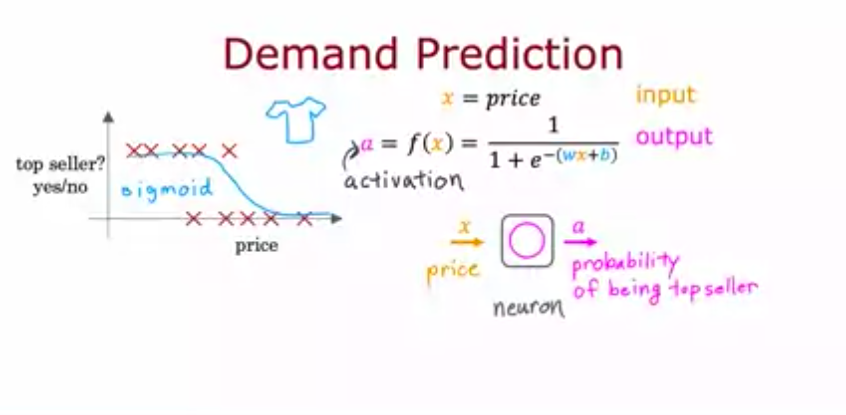 Demand Prediction
x = price input
a = f(x) = 1 / 1 + e^-(wx+b) output
activation
top seller?
yes/no
sigmoid
price
x
price
a
probability
of being top seller
neuron